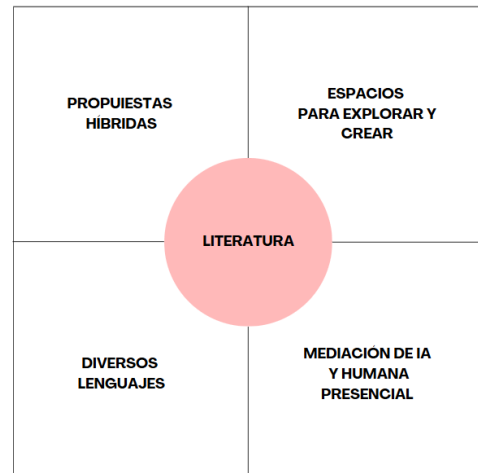 PROPUIESTAS
HÍBRIDAS
ESPACIOS
PARA EXPLORAR Y
CREAR
LITERATURA
DIVERSOS
LENGUAJES
MEDIACIÓN DE IA
Y HUMANA
PRESENCIAL